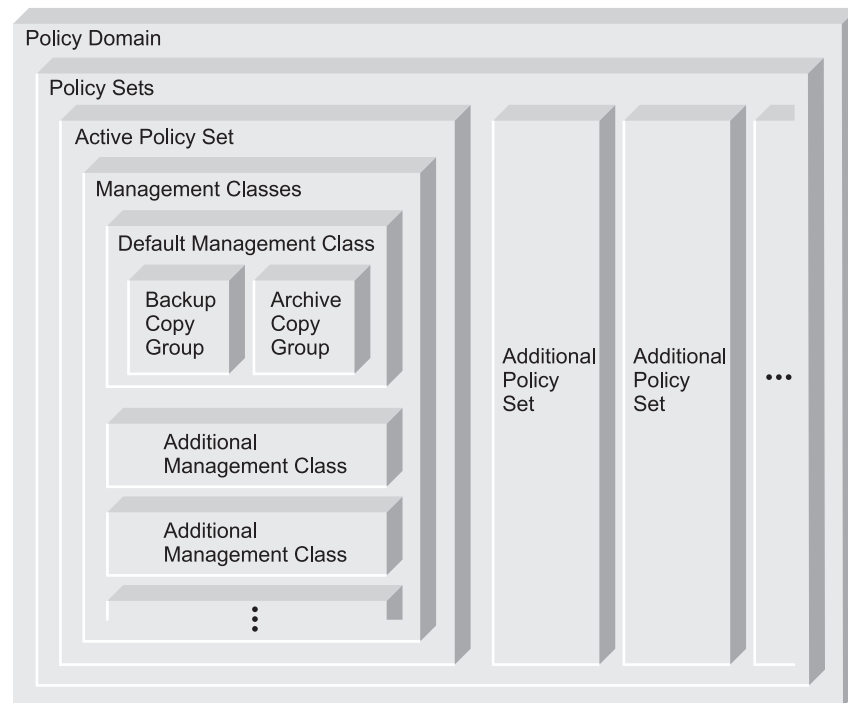 Policy Domain
Policy Sets
Active Policy Set
Management Classes
Default Management Class
Backup
Copy
Group
Archive
Copy
Group
Additional
Management Class
Additional
Management Class
Additional
Policy
Set
Additional
Policy
Set